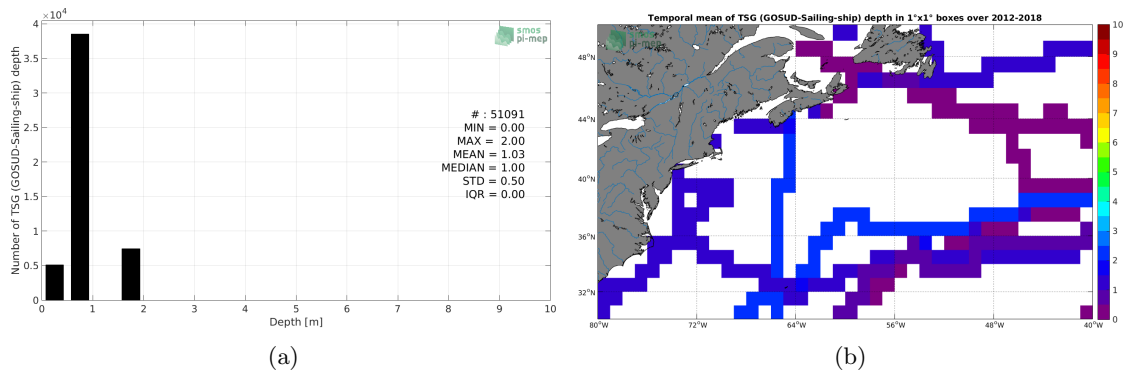 ×10⁴
4
3.5
3
2.5
2
1.5
1
0.5
0
Number of TSG (GOSUD-Sailing-ship) depth
smos
pi-mep
# : 51091
MIN = 0.00
MAX = 2.00
MEAN = 1.03
MEDIAN = 1.00
STD = 0.50
IQR = 0.00
0 1 2 3 4 5 6 7 8 9 10
Depth [m]
(a)
Temporal mean of TSG (GOSUD-Sailing-ship) depth in 1°x1° boxes over 2012-2018
smos
pi-mep
48°N
44°N
40°N
36°N
32°N
80°W 72°W 64°W 56°W 48°W 40°W
10
9
8
7
6
5
4
3
2
1
0
(b)